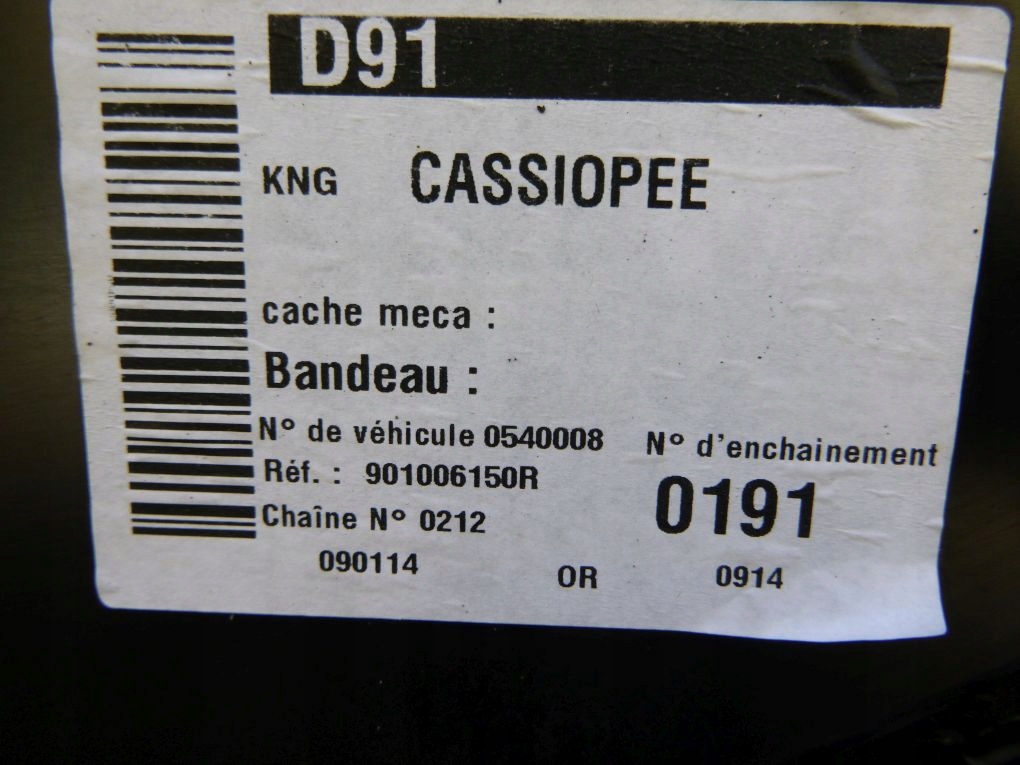 D91
KNG CASSIOPEE
cache meca :
Bandeau :
N° de véhicule 0540008 N° d'enchainement
Réf. : 901006150R 0191
Chaîne N° 0212
090114 OR 0914